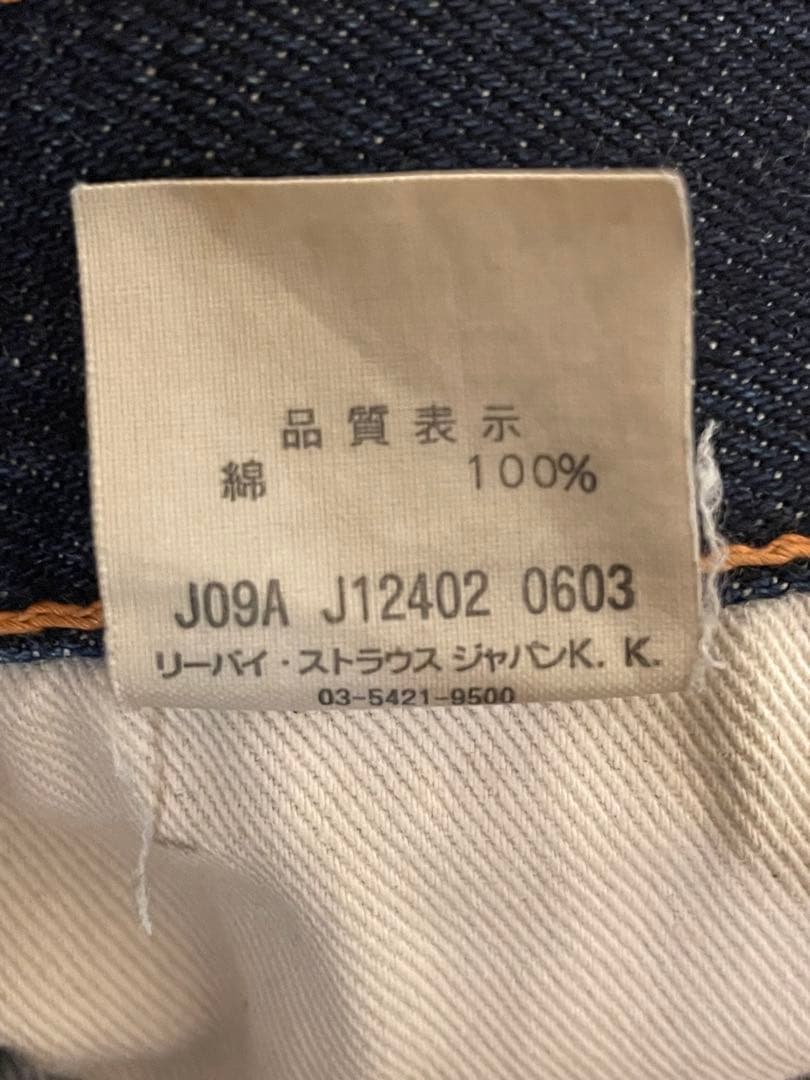 品質表示
綿 100%
J09A J12402 0603
リーバイ・ストラウス ジャパンK. K.
03-5421-9500